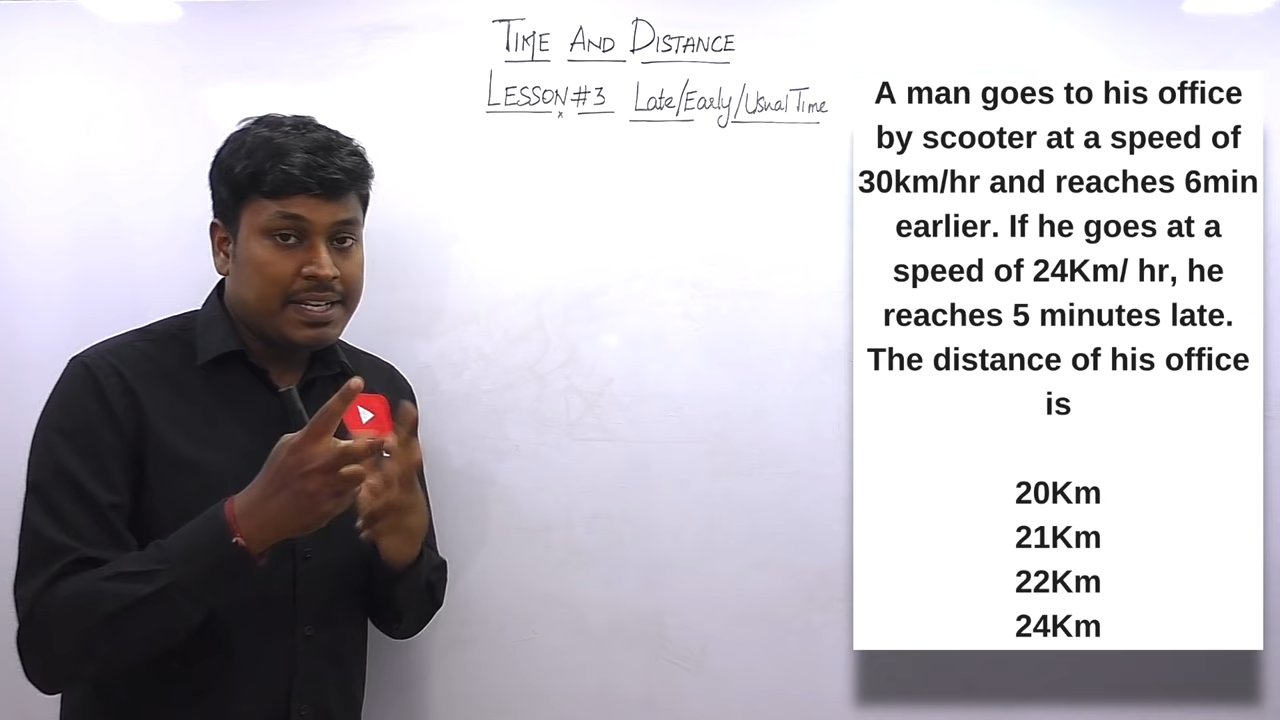 TIME AND DISTANCE
LESSON #3 Late/Early/Usual Time
A man goes to his office
by scooter at a speed of
30km/hr and reaches 6min
earlier. If he goes at a
speed of 24Km/ hr, he
reaches 5 minutes late.
The distance of his office
is
20Km
21Km
22Km
24Km